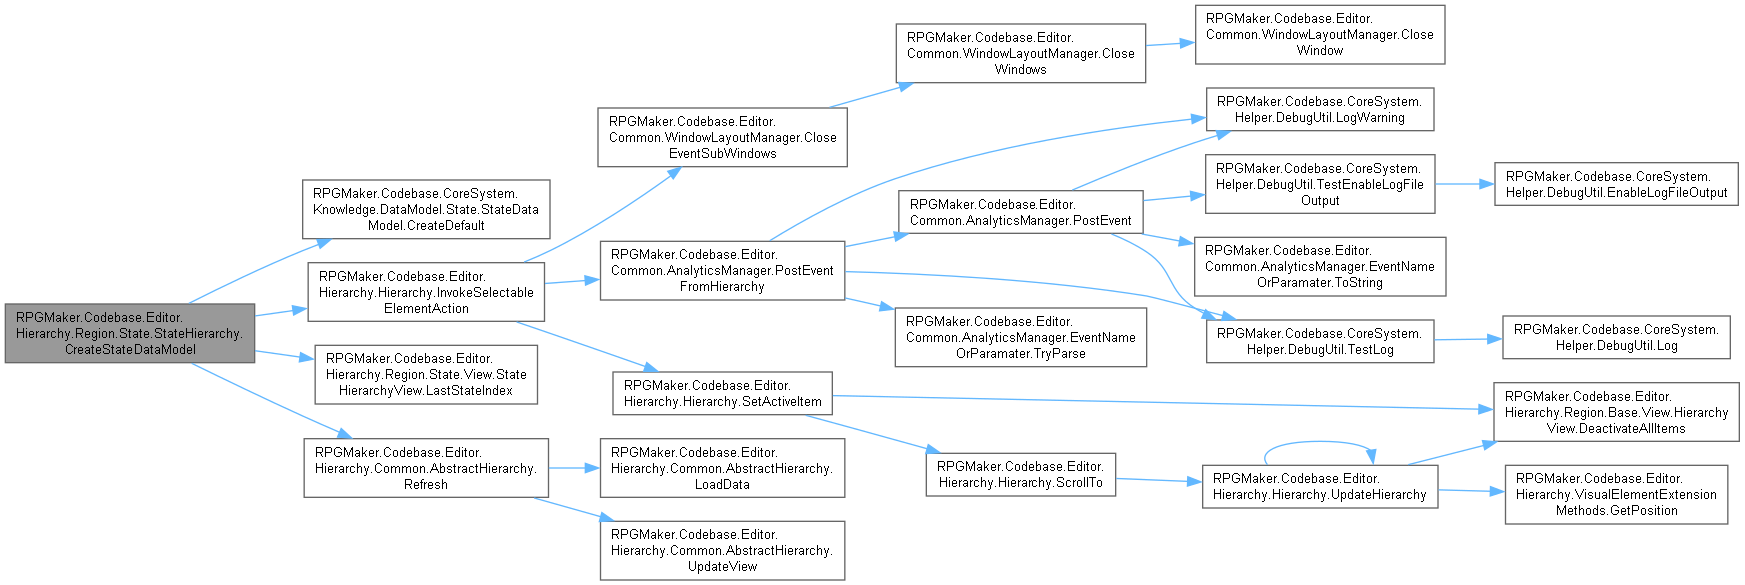 RPGMaker.Codebase.Editor.
Hierarchy.Region.State.StateHierarchy.
CreateStateDataModel
RPGMaker.Codebase.CoreSystem.
Knowledge.DataModel.State.StateData
Model.CreateDefault
RPGMaker.Codebase.Editor.
Hierarchy.Hierarchy.InvokeSelectable
ElementAction
RPGMaker.Codebase.Editor.
Hierarchy.Region.State.View.State
HierarchyView.LastStateIndex
RPGMaker.Codebase.Editor.
Hierarchy.Common.AbstractHierarchy.
Refresh
RPGMaker.Codebase.Editor.
Common.WindowLayoutManager.Close
EventSubWindows
RPGMaker.Codebase.Editor.
Common.AnalyticsManager.PostEvent
FromHierarchy
RPGMaker.Codebase.Editor.
Hierarchy.Hierarchy.SetActiveItem
RPGMaker.Codebase.Editor.
Hierarchy.Common.AbstractHierarchy.
LoadData
RPGMaker.Codebase.Editor.
Hierarchy.Common.AbstractHierarchy.
UpdateView
RPGMaker.Codebase.Editor.
Common.WindowLayoutManager.Close
Windows
RPGMaker.Codebase.Editor.
Common.AnalyticsManager.PostEvent
RPGMaker.Codebase.Editor.
Common.AnalyticsManager.EventName
OrParamater.TryParse
RPGMaker.Codebase.Editor.
Hierarchy.Hierarchy.ScrollTo
RPGMaker.Codebase.Editor.
Common.WindowLayoutManager.Close
Window
RPGMaker.Codebase.CoreSystem.
Helper.DebugUtil.LogWarning
RPGMaker.Codebase.CoreSystem.
Helper.DebugUtil.TestEnableLogFile
Output
RPGMaker.Codebase.Editor.
Common.AnalyticsManager.EventName
OrParamater.ToString
RPGMaker.Codebase.CoreSystem.
Helper.DebugUtil.TestLog
RPGMaker.Codebase.Editor.
Hierarchy.Hierarchy.UpdateHierarchy
RPGMaker.Codebase.CoreSystem.
Helper.DebugUtil.EnableLogFileOutput
RPGMaker.Codebase.CoreSystem.
Helper.DebugUtil.Log
RPGMaker.Codebase.Editor.
Hierarchy.Region.Base.View.Hierarchy
View.DeactivateAllItems
RPGMaker.Codebase.Editor.
Hierarchy.VisualElementExtension
Methods.GetPosition